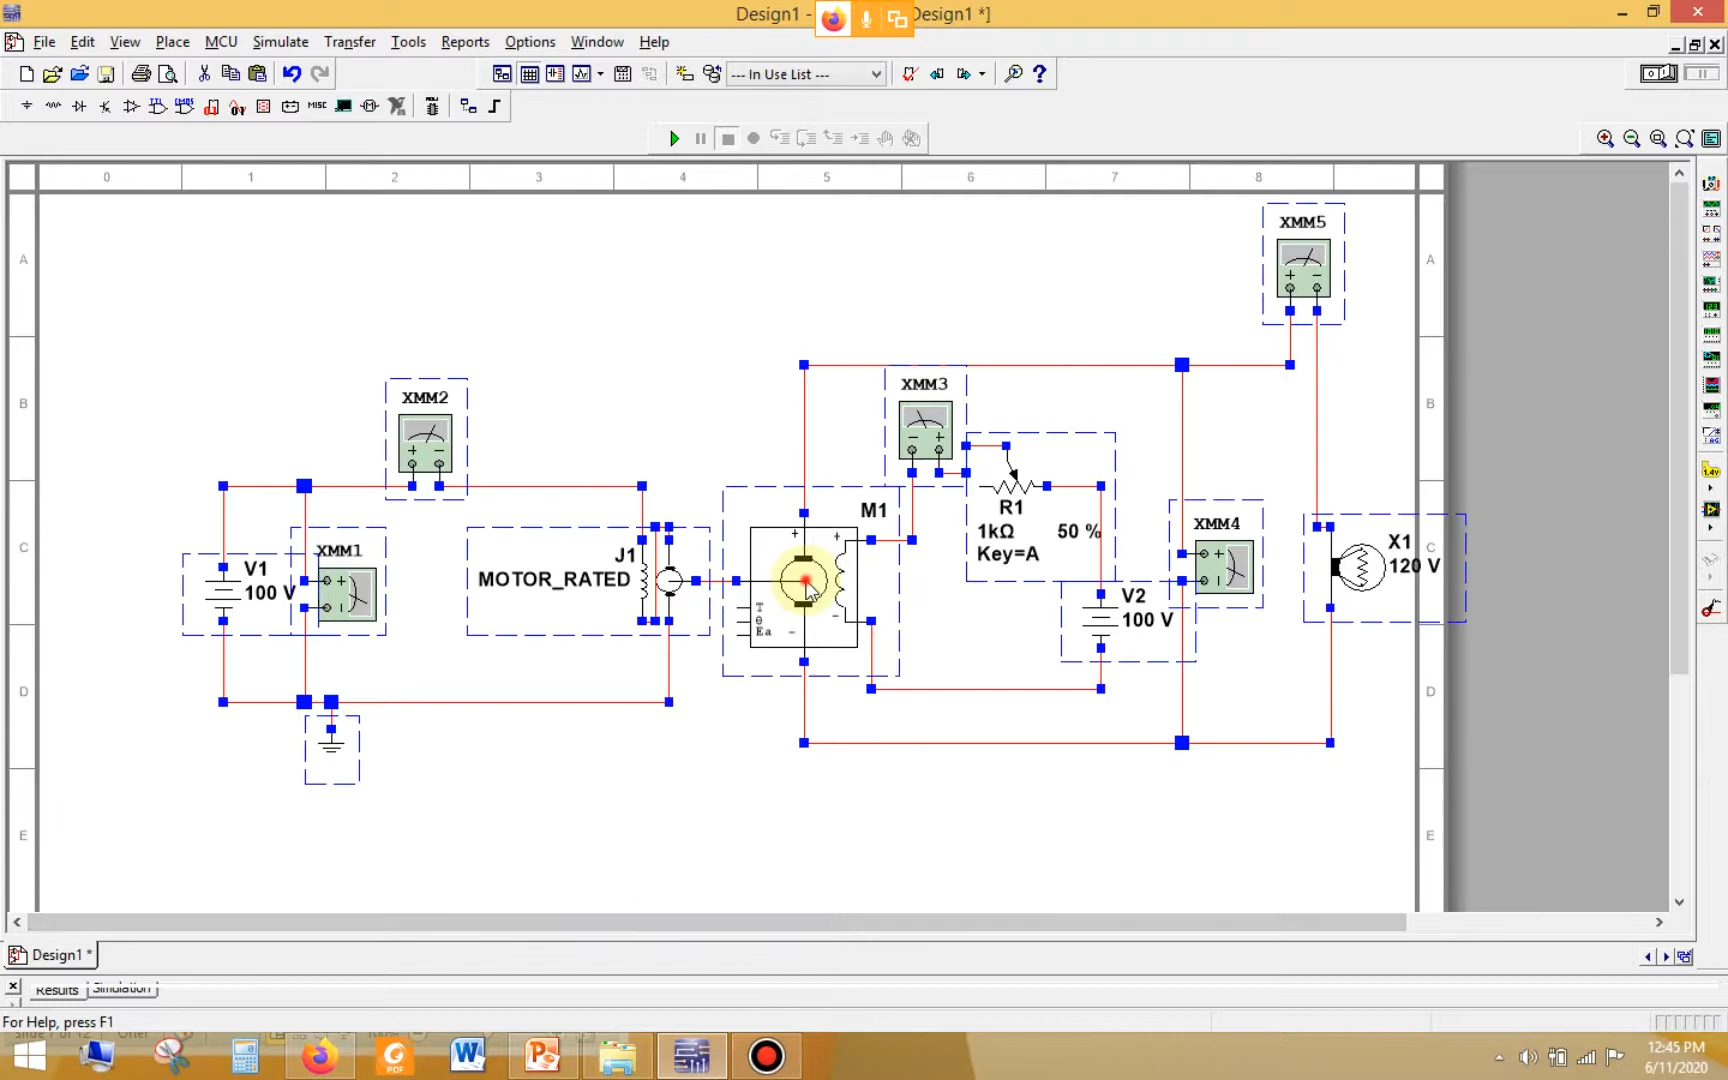 Design1 - Design1 *]
File Edit View Place MCU Simulate Transfer Tools Reports Options Window Help
--- In Use List ---
MISC
0 1 2 3 4 5 6 7 8
A A
B B
C C
D D
E E
XMM5
XMM3
XMM2
M1
R1
1kΩ 50 %
Key=A
XMM4
X1
120 V
XMM1
V1
100 V
J1
MOTOR_RATED
T
θ
Ea
V2
100 V
Design1 *
Results Simulation
For Help, press F1
PDF
12:45 PM
6/11/2020